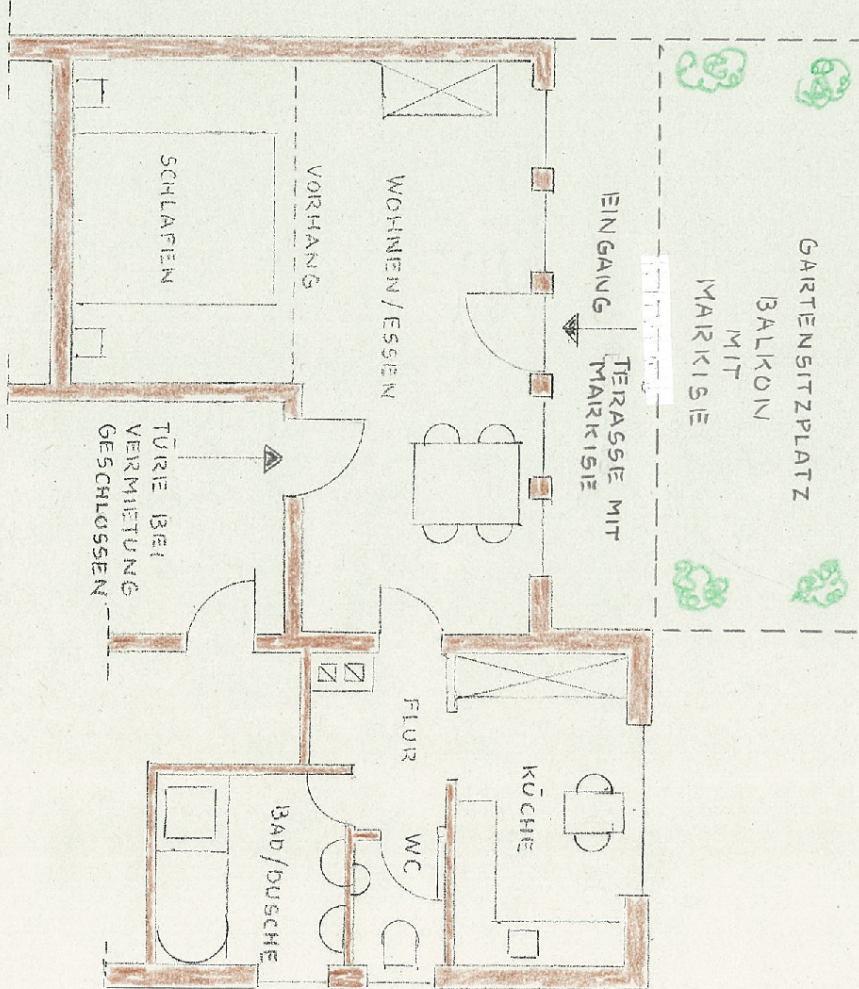 GARTENSITZPLATZ
BALKON
MIT
MARKISE
EINGANG
TERASSE MIT
MARKISE
WOHNEN/ESSEN
VORHANG
SCHLAFEN
TÜRE BEI
VERMIETUNG
GESCHLOSSEN
KÜCHE
FLUR
WC
BAD/DUSCHE